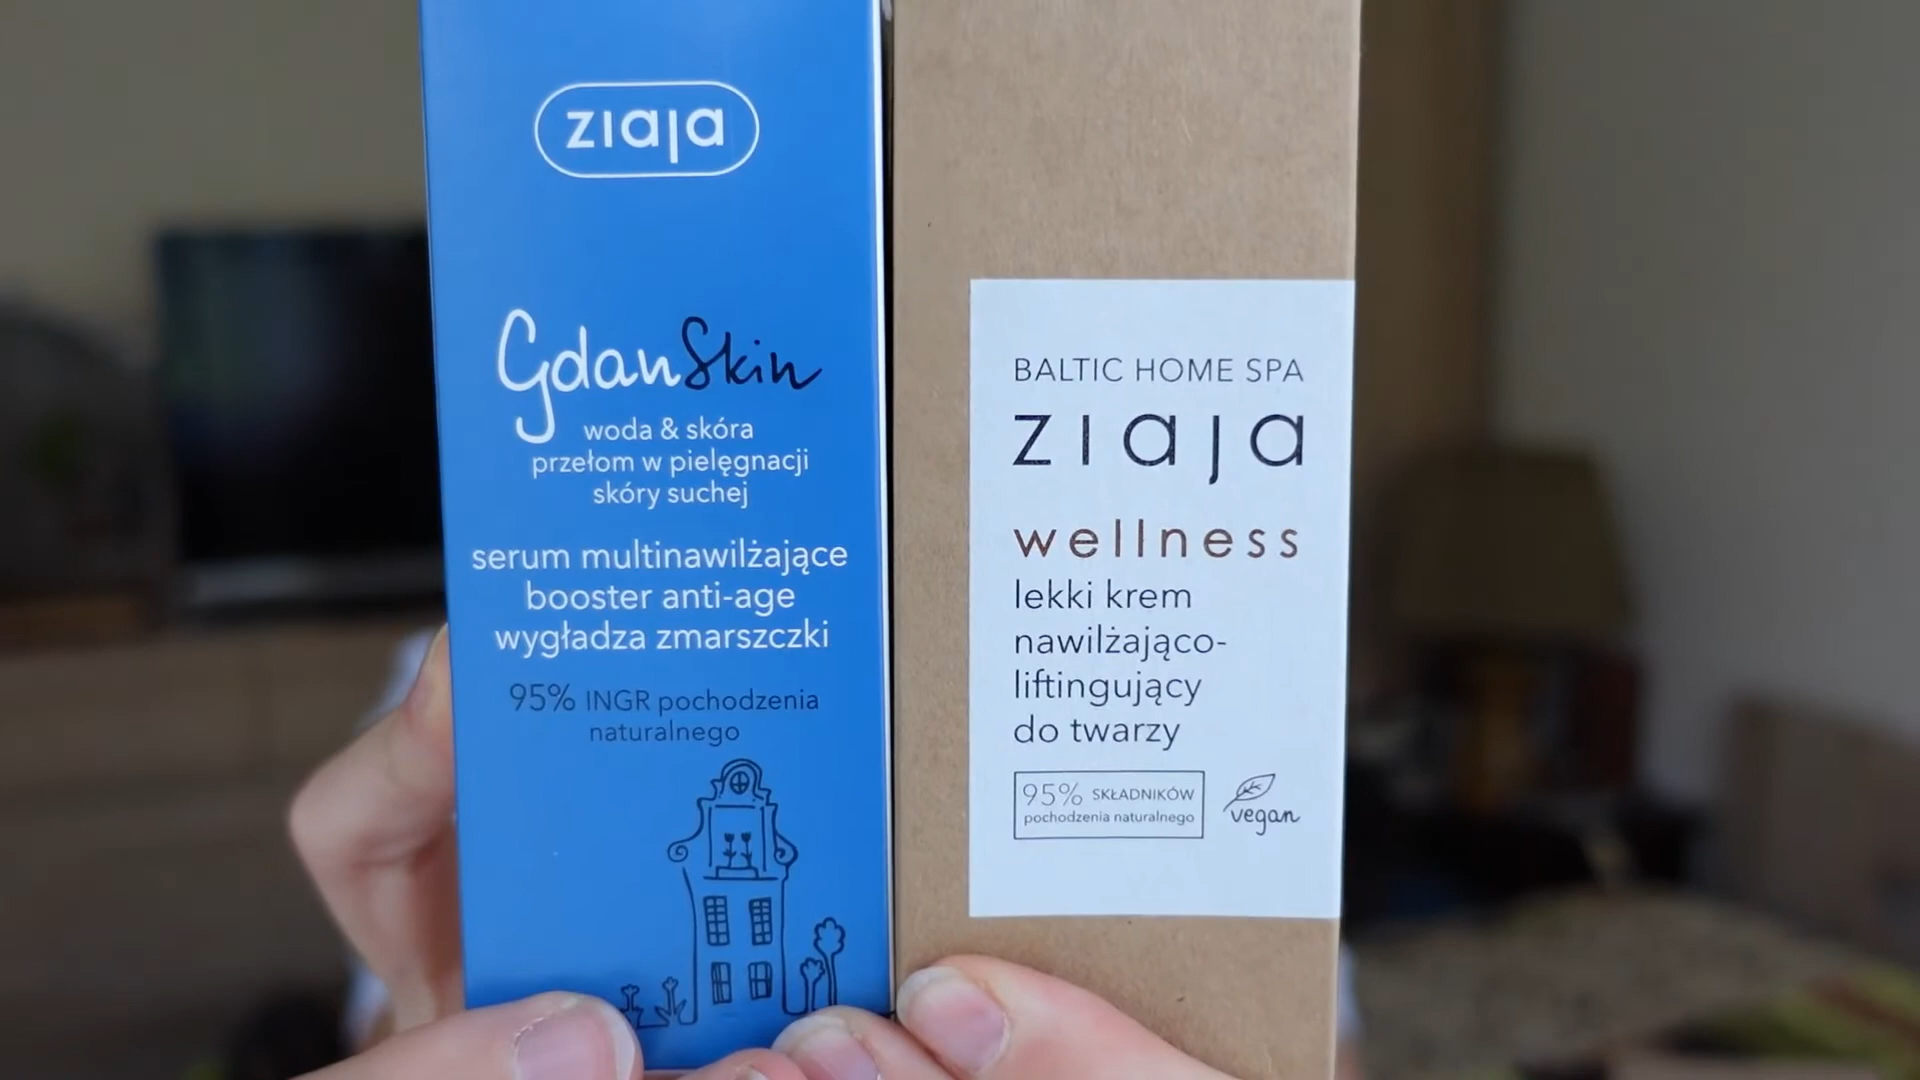 ziaja
GdanSkin
woda & skóra
przełom w pielęgnacji
skóry suchej
serum multinawilżające
booster anti-age
wygładza zmarszczki
95% INGR pochodzenia
naturalnego
BALTIC HOME SPA
ziaja
wellness
lekki krem
nawilżająco-
liftingujący
do twarzy
95% SKŁADNIKÓW
pochodzenia naturalnego
vegan